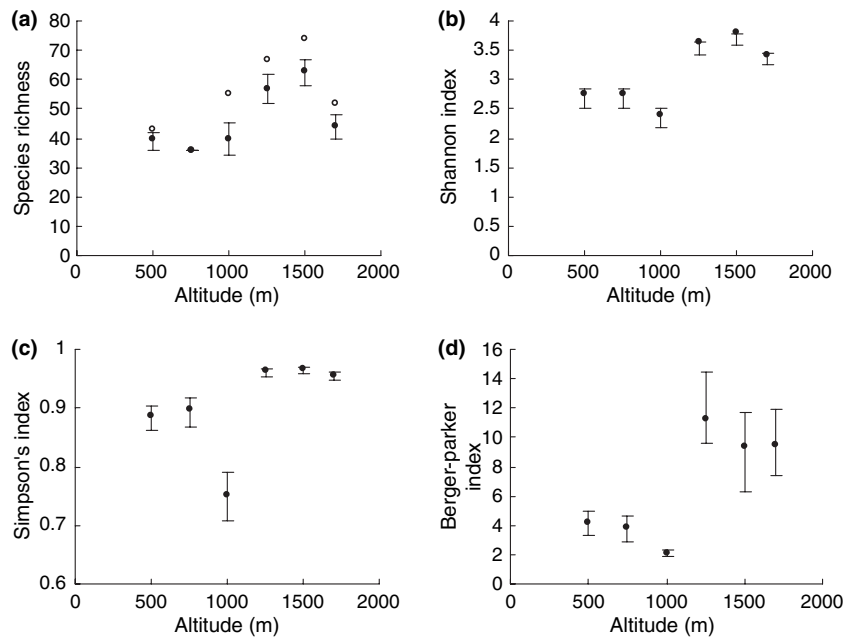 (a)
80
70
60
50
40
30
20
10
0
Species richness
0 500 1000 1500 2000
Altitude (m)
(b)
4
3.5
3
2.5
2
1.5
1
0.5
0
Shannon index
0 500 1000 1500 2000
Altitude (m)
(c)
1
0.9
0.8
0.7
0.6
Simpson's index
0 500 1000 1500 2000
Altitude (m)
(d)
16
14
12
10
8
6
4
2
0
Berger-parker
index
0 500 1000 1500 2000
Altitude (m)